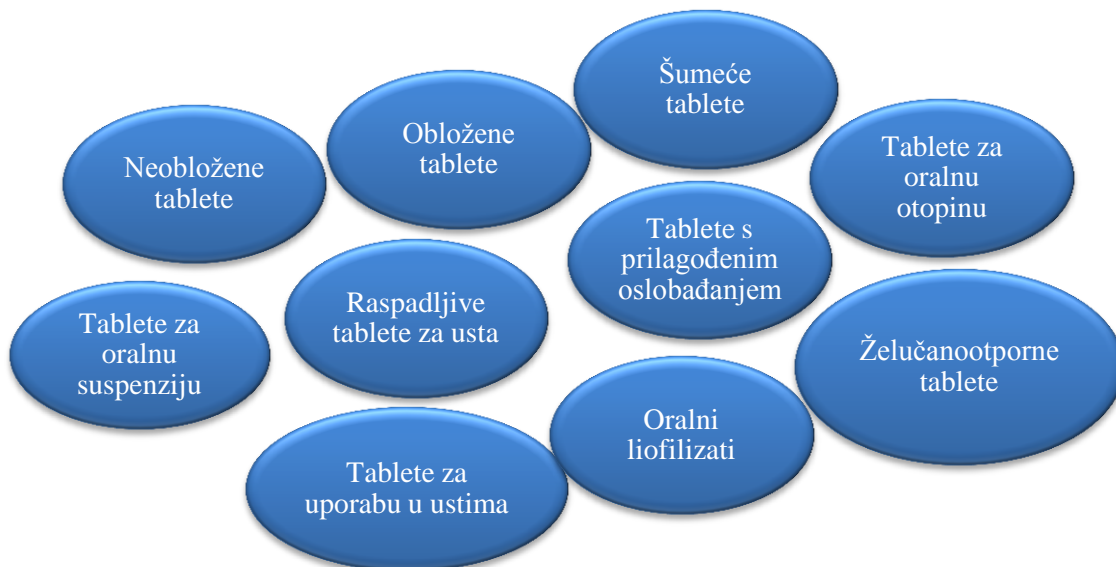 Šumeće
tablete
Obložene
tablete
Neobložene
tablete
Tablete za
oralnu
otopinu
Tablete s
prilagođenim
oslobađanjem
Raspadljive
tablete za usta
Tablete za
oralnu
suspenziju
Želučanootporne
tablete
Oralni
liofilizati
Tablete za
uporabu u ustima